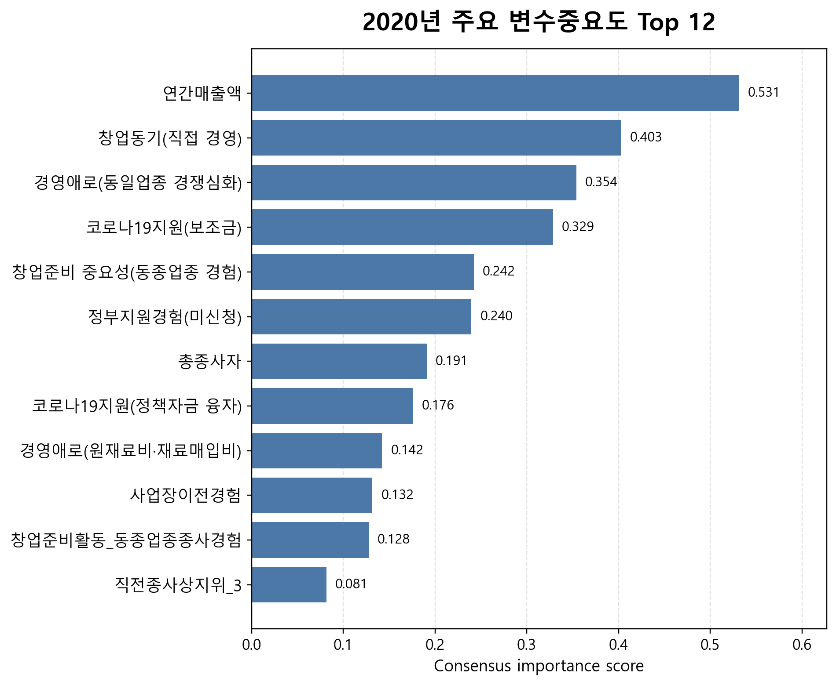 2020년 주요 변수중요도 Top 12
연간매출액 0.531
창업동기(직접 경영) 0.403
경영애로(동일업종 경쟁심화) 0.354
코로나19지원(보조금) 0.329
창업준비 중요성(동종업종 경험) 0.242
정부지원경험(미신청) 0.240
총종사자 0.191
코로나19지원(정책자금 융자) 0.176
경영애로(원재료비·재료매입비) 0.142
사업장이전경험 0.132
창업준비활동_동종업종종사경험 0.128
직전종사상지위_3 0.081
0.0 0.1 0.2 0.3 0.4 0.5 0.6
Consensus importance score